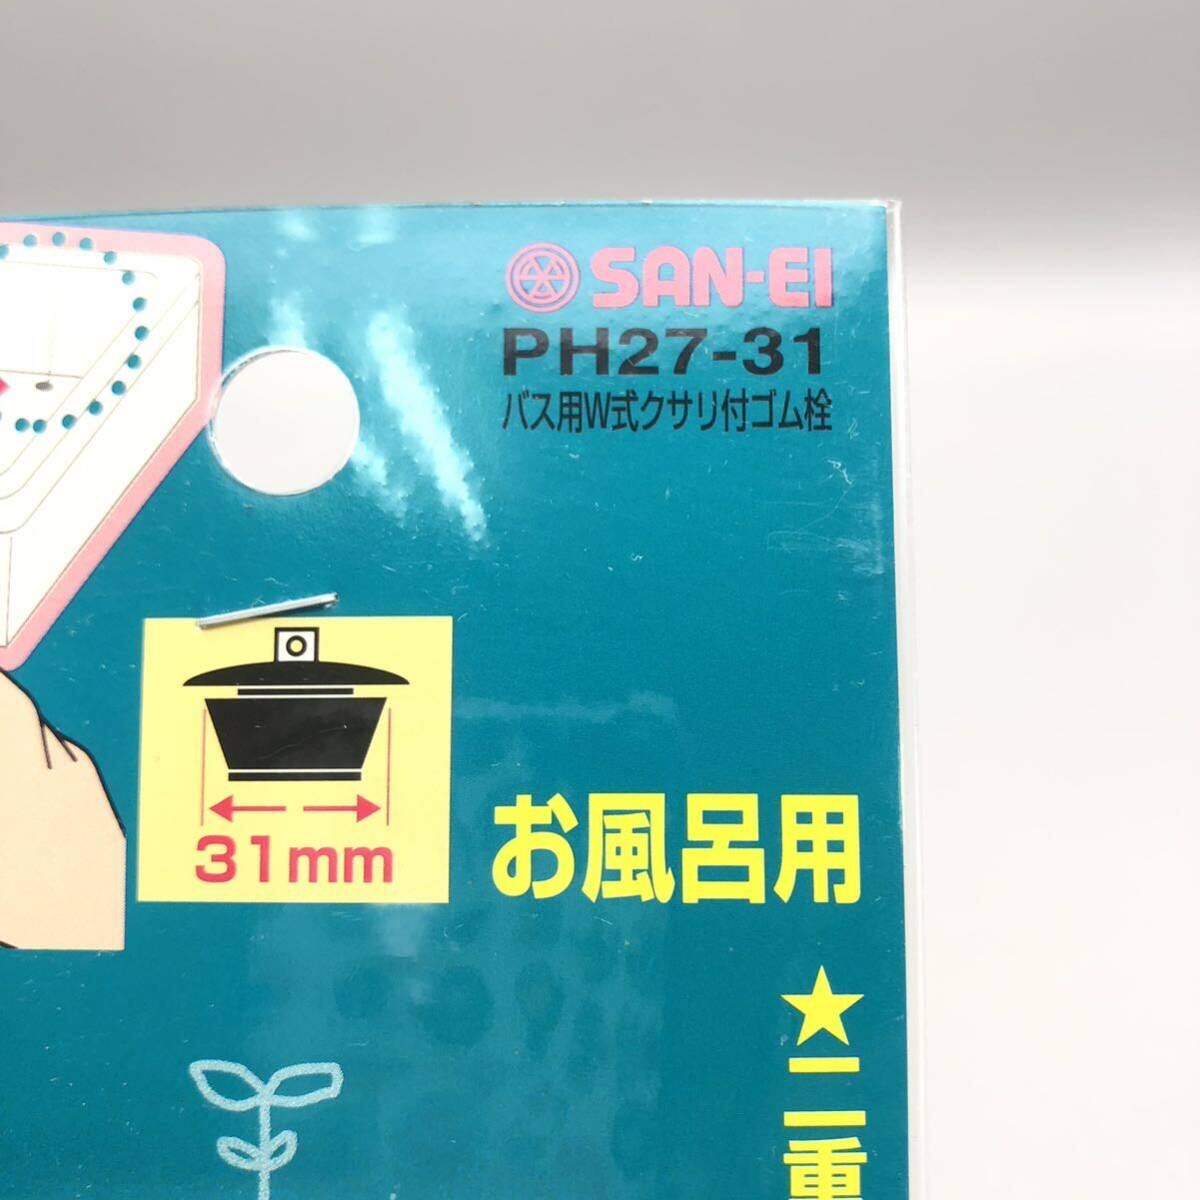 SAN-EI
PH27-31
バス用W式クサリ付ゴム栓
31mm
お風呂用
★二重